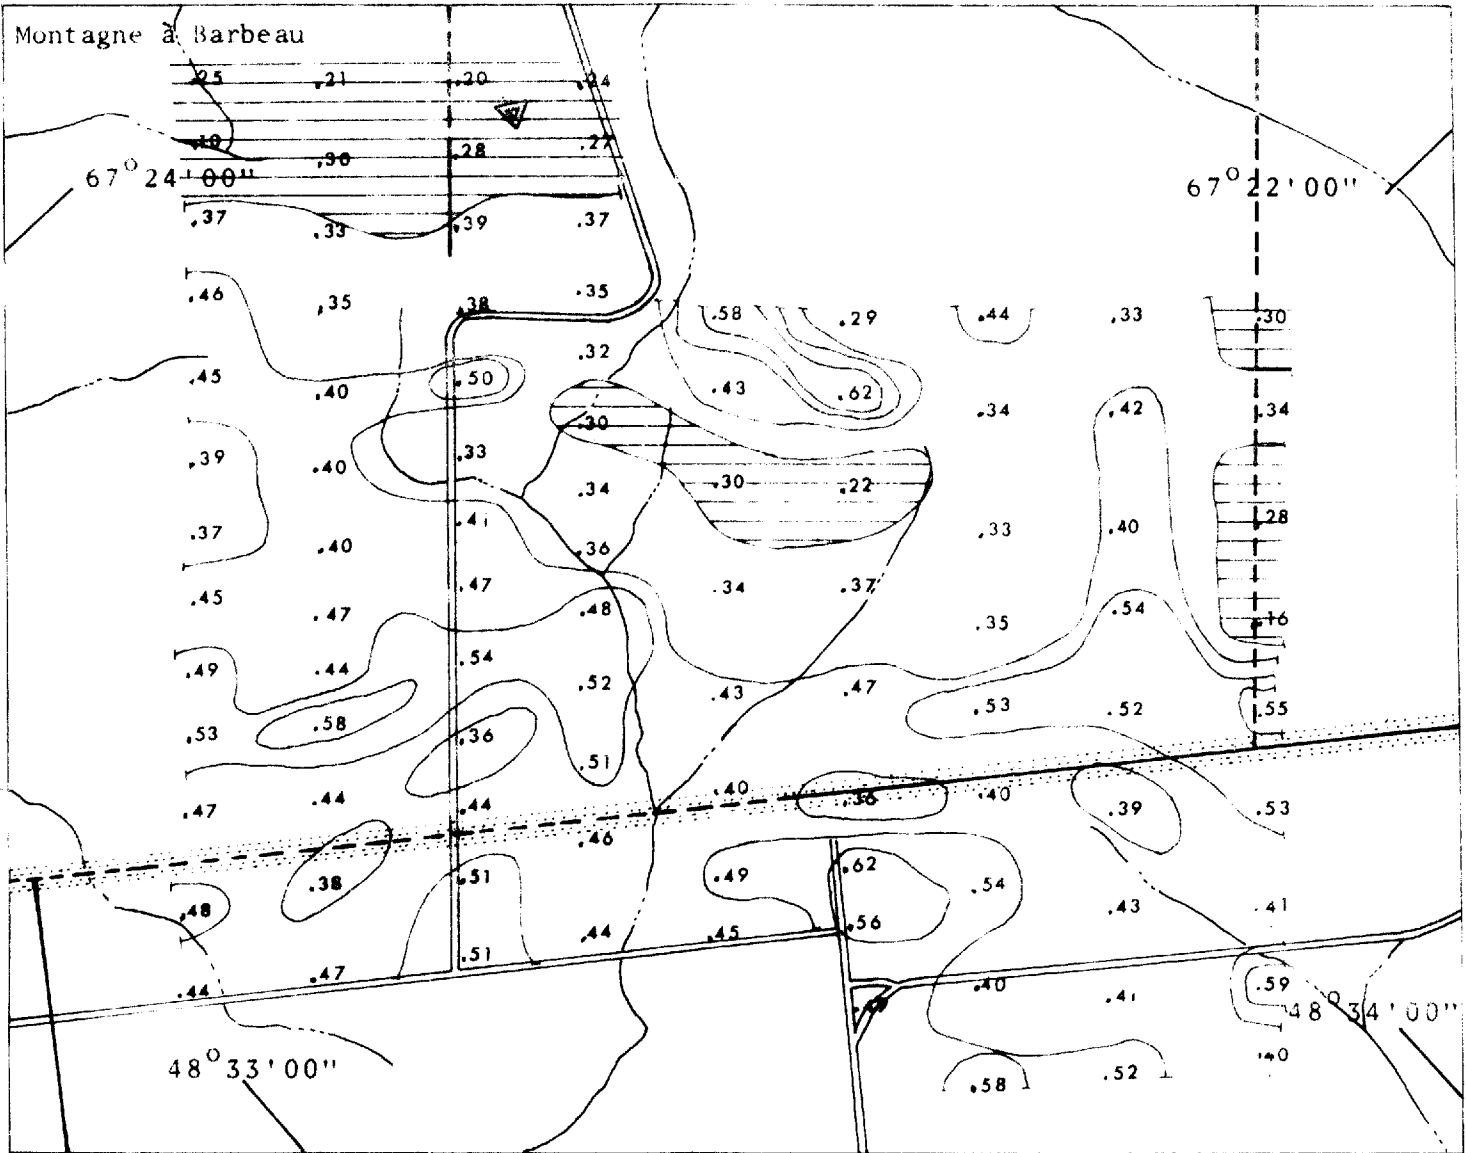 Montagne à Barbeau
.25 .21 .20 .24
.10 .30 .28 .27
67° 24' 00" 67° 22' 00"
.37 .33 .39 .37
.46 .35 .38 .35 .58 .29 .44 .33 .30
.32
.45 .40 .50 .43 .62 .34 .42 .34
.30
.39 .40 .33 .34 .30 .22
.37 .40 .41 .36 .33 .40 .28
.45 .47 .47 .48 .34 .37 .35 .54 .16
.49 .44 .54 .52 .43 .47
.53 .58 .36 .51 .53 .52 .55
.47 .44 .44 .46 .40 .36 .40 .39 .53
.48 .38 .51 .44 .49 .62 .54 .43 .41
.45 .56
.44 .47 .51 .40 .41 .59
48° 34' 00"
48° 33' 00" .58 .52 .40